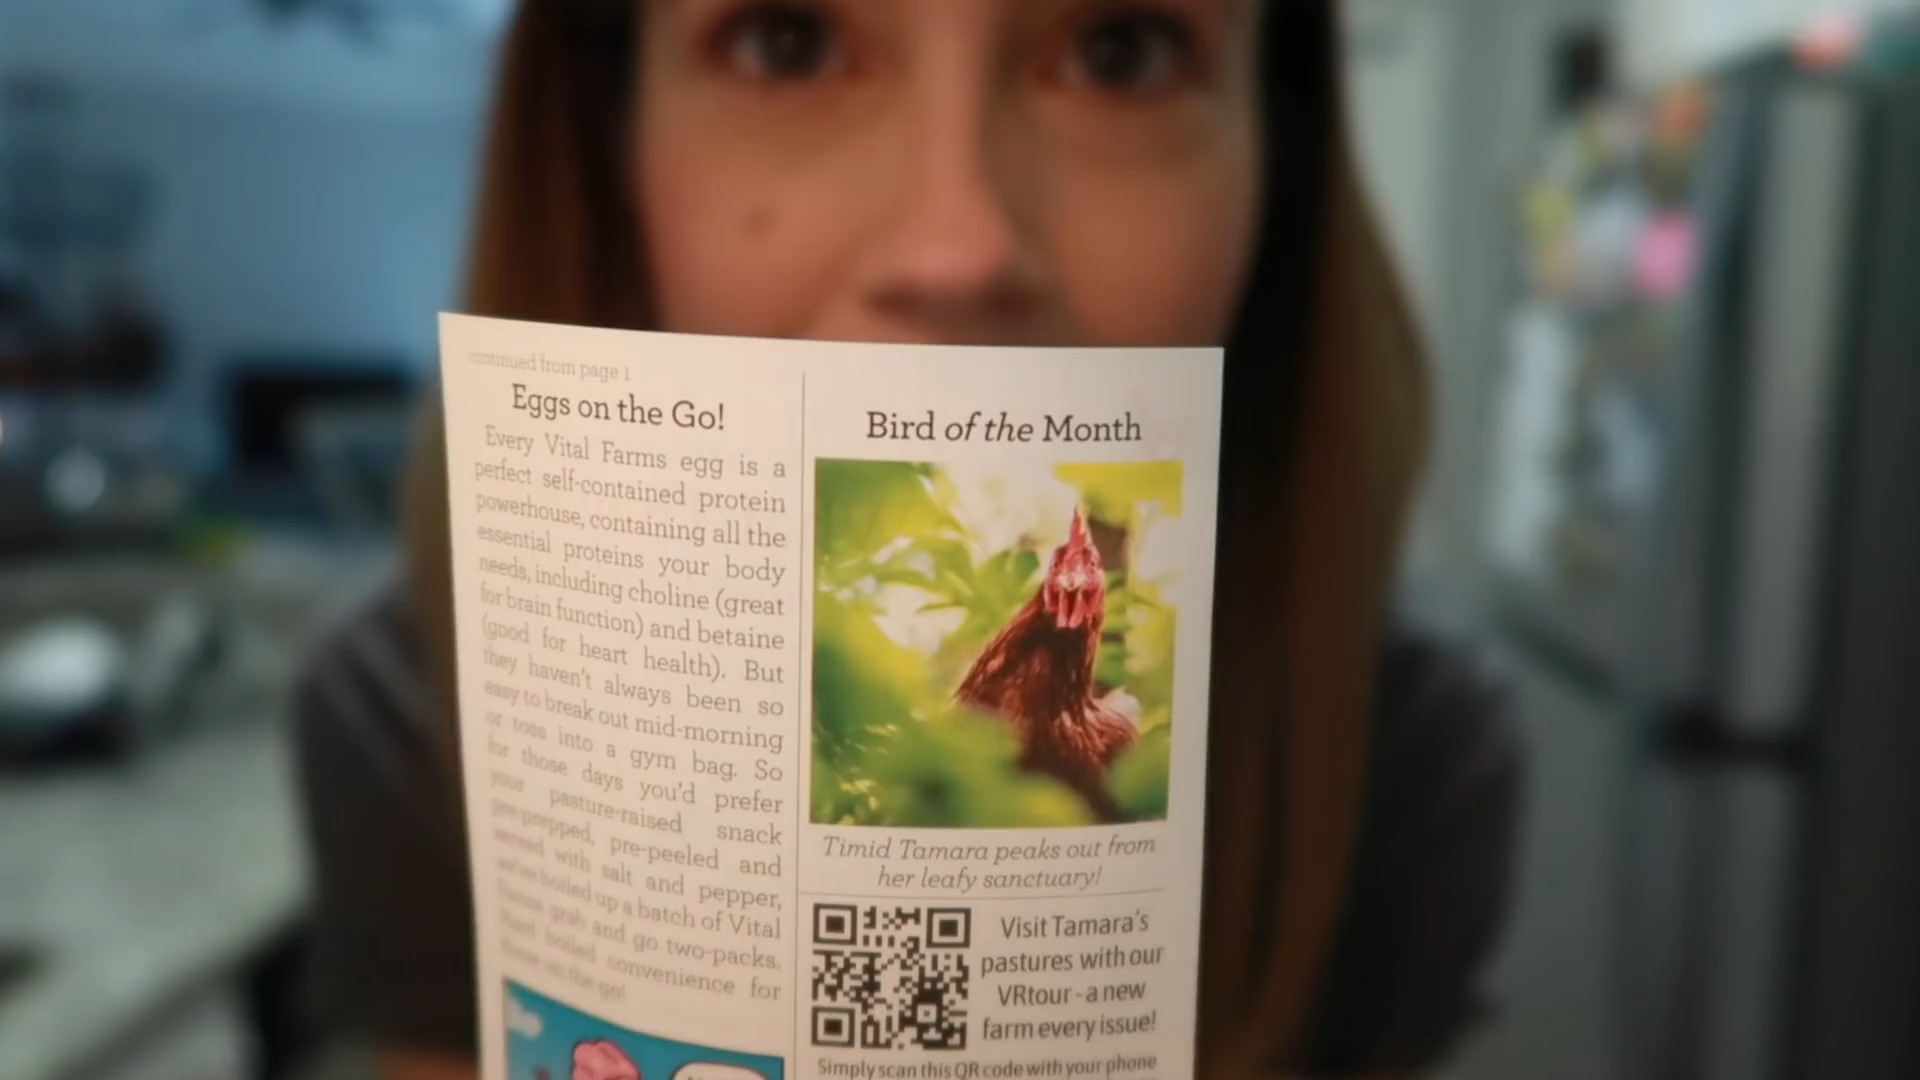 continued from page 1
Eggs on the Go!
Every Vital Farms egg is a
perfect self-contained protein
powerhouse, containing all the
essential proteins your body
needs, including choline (great
for brain function) and betaine
(good for heart health). But
they haven't always been so
easy to break out mid-morning
or toss into a gym bag. So
for those days you'd prefer
your pasture-raised snack
pre-prepped, pre-peeled and
served with salt and pepper,
we've boiled up a batch of Vital
Farms grab and go two-packs.
Hard boiled convenience for
those on the go!
Bird of the Month
Timid Tamara peaks out from
her leafy sanctuary!
Visit Tamara's
pastures with our
VRtour - a new
farm every issue!
Simply scan this QR code with your phone